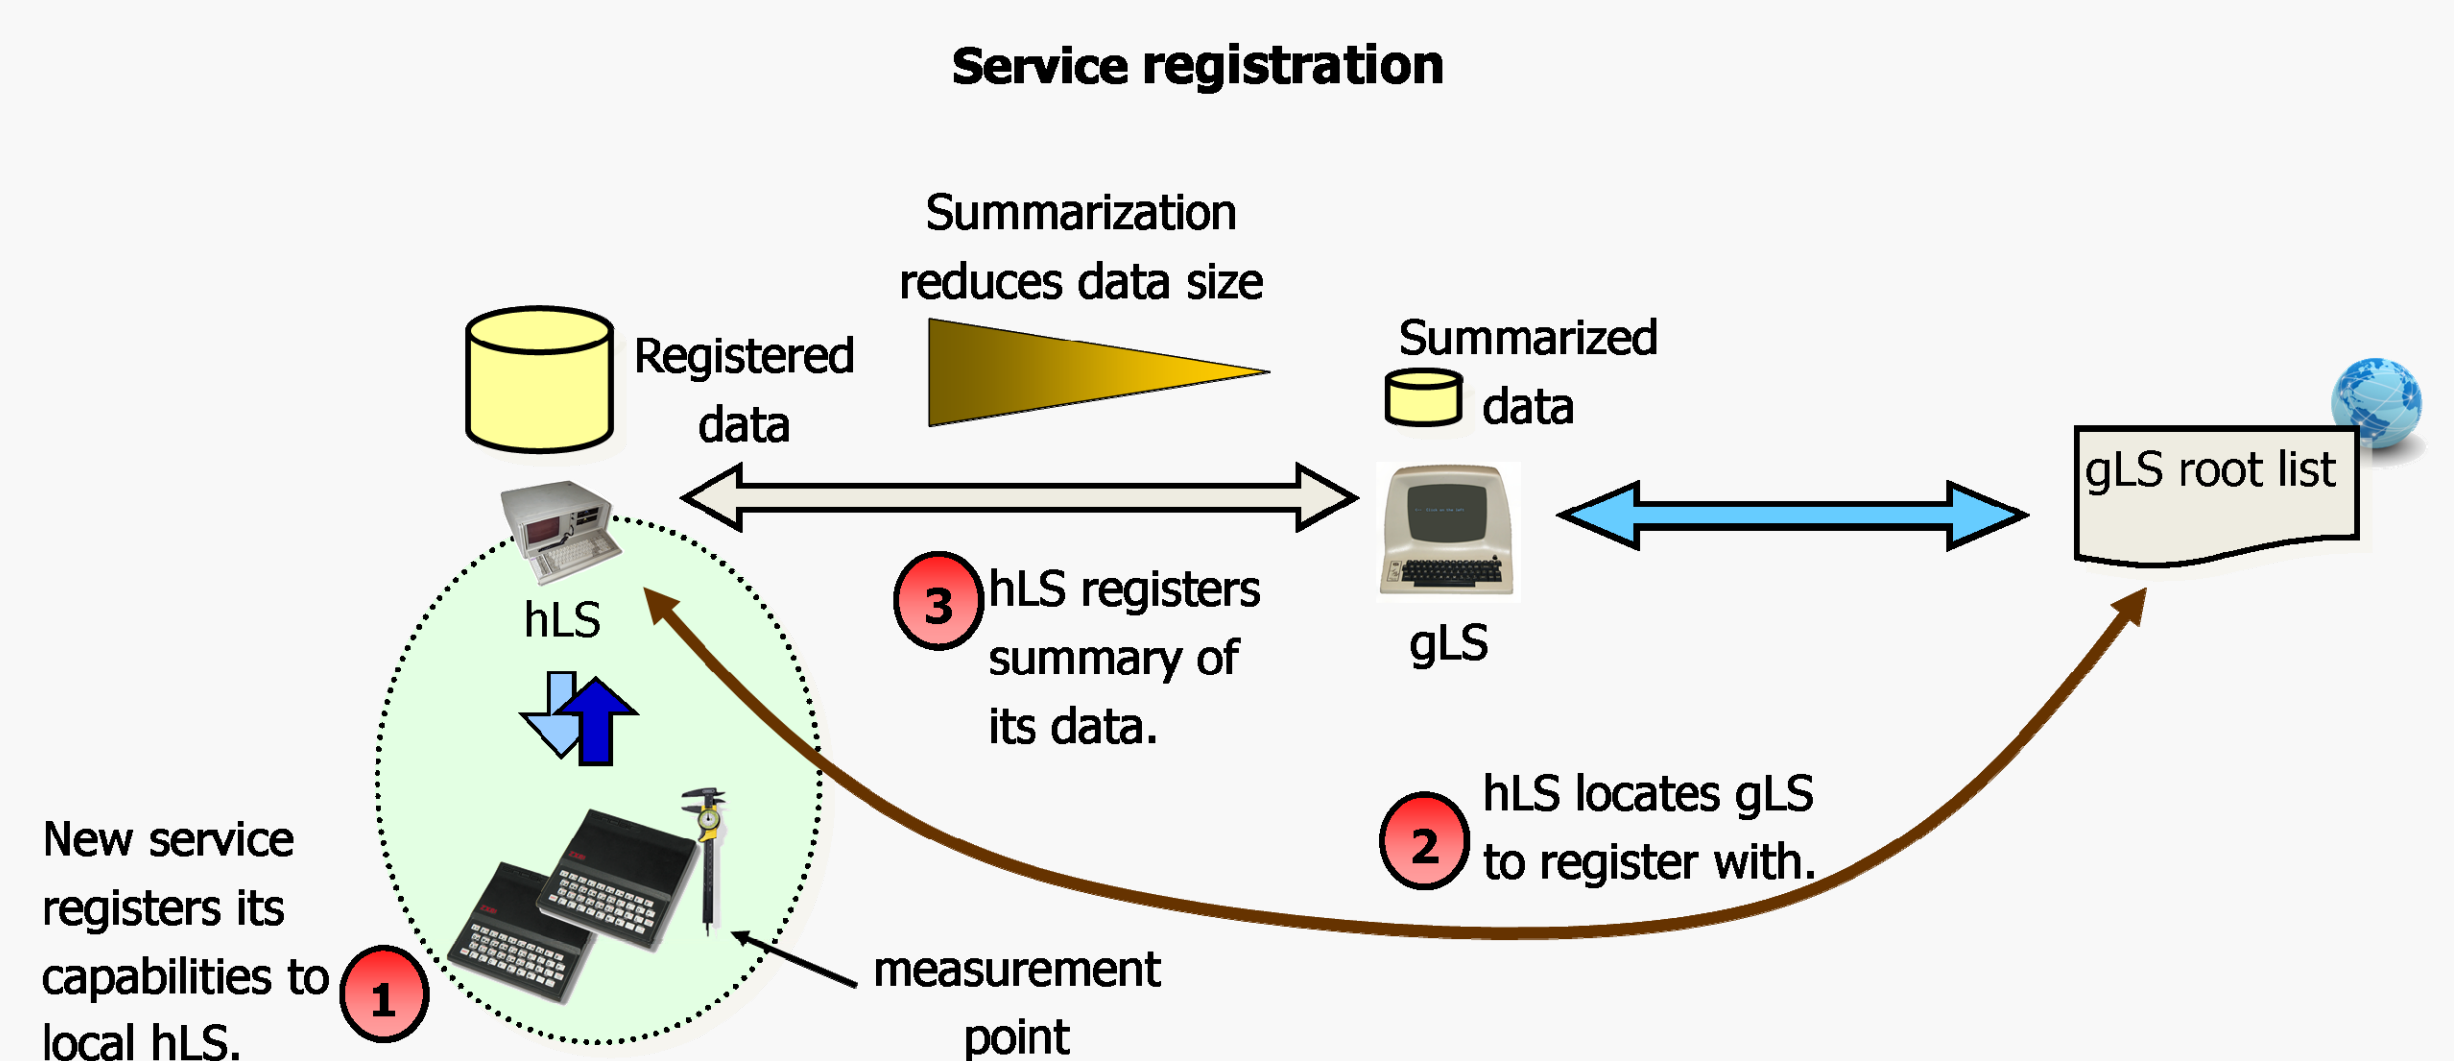 Service registration
Summarization
reduces data size
Registered
data
Summarized
data
gLS root list
hLS
gLS
3
hLS registers
summary of
its data.
2
hLS locates gLS
to register with.
New service
registers its
capabilities to
local hLS.
1
measurement
point